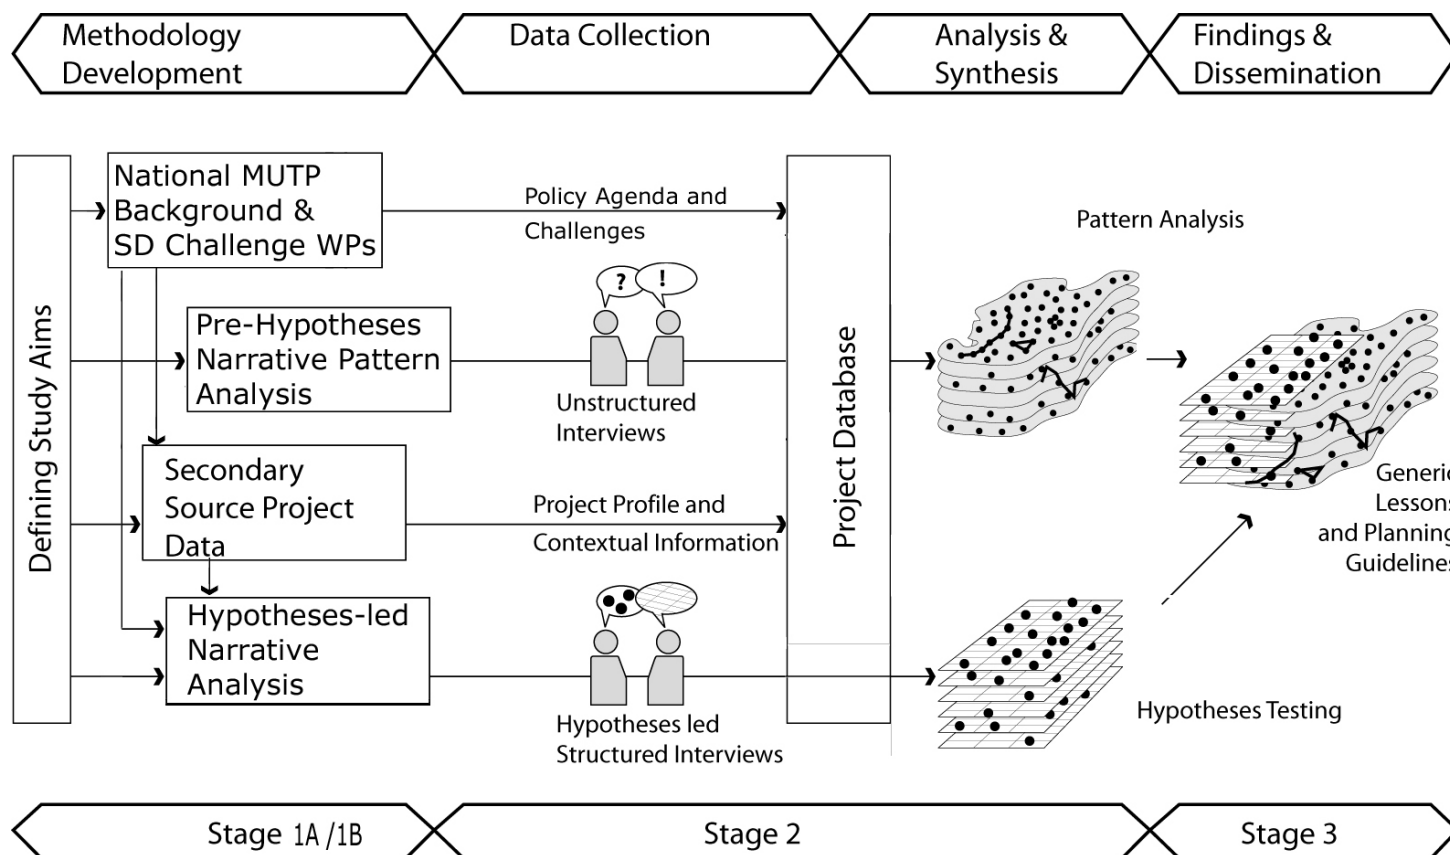 Methodology
Development
Data Collection
Analysis &
Synthesis
Findings &
Dissemination
Defining Study Aims
National MUTP
Background &
SD Challenge WPs
Policy Agenda and
Challenges
? !
Pre-Hypotheses
Narrative Pattern
Analysis
Unstructured
Interviews
Secondary
Source Project
Data
Project Profile and
Contextual Information
Hypotheses-led
Narrative
Analysis
Hypotheses led
Structured Interviews
Project Database
Pattern Analysis
Generic
Lessons
and Planning
Guidelines
Hypotheses Testing
Stage 1A /1B
Stage 2
Stage 3